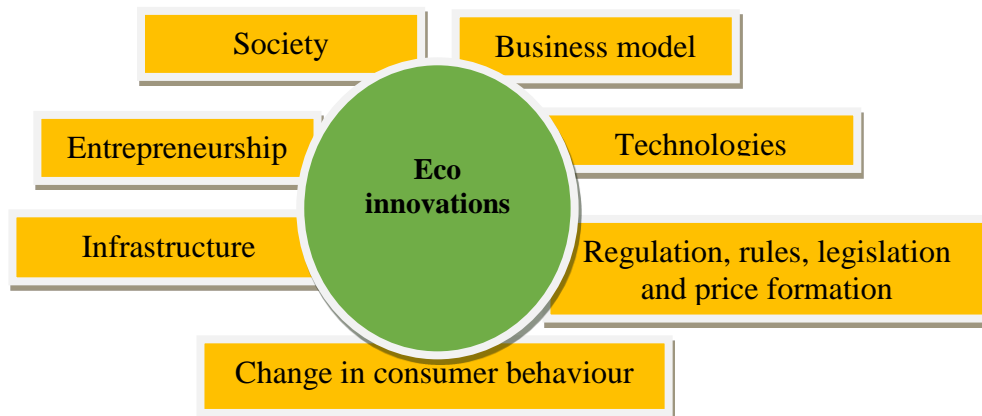 Society
Business model
Entrepreneurship
Technologies
Eco
innovations
Infrastructure
Regulation, rules, legislation
and price formation
Change in consumer behaviour